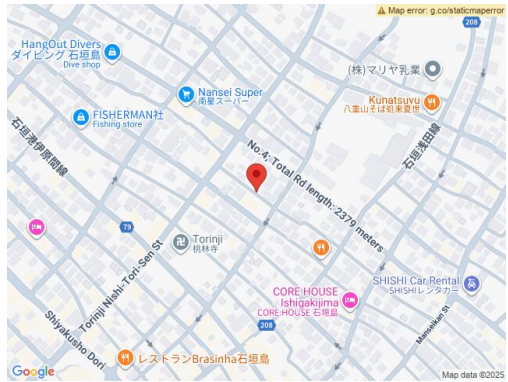 Map error: g.co/staticmaperror
208
HangOut Divers
ダイビング 石垣島
Dive shop
(株)マリヤ乳業
Nansei Super
南星スーパー
Kunatsuyu
八重山そば処来夏世
FISHERMAN社
Fishing store
石垣港伊原間線
石垣浅田線
No.4; Total Rd length: 2379 meters
79
Torinji
桃林寺
Torinji Nishi-Tori-Sen St
CORE HOUSE
Ishigakijima
CORE HOUSE 石垣島
SHISHI Car Rental
SHISHIレンタカー
Manseikan St
208
Shiyakusho Dori
レストランBrasinha石垣島
Google
Map data ©2025